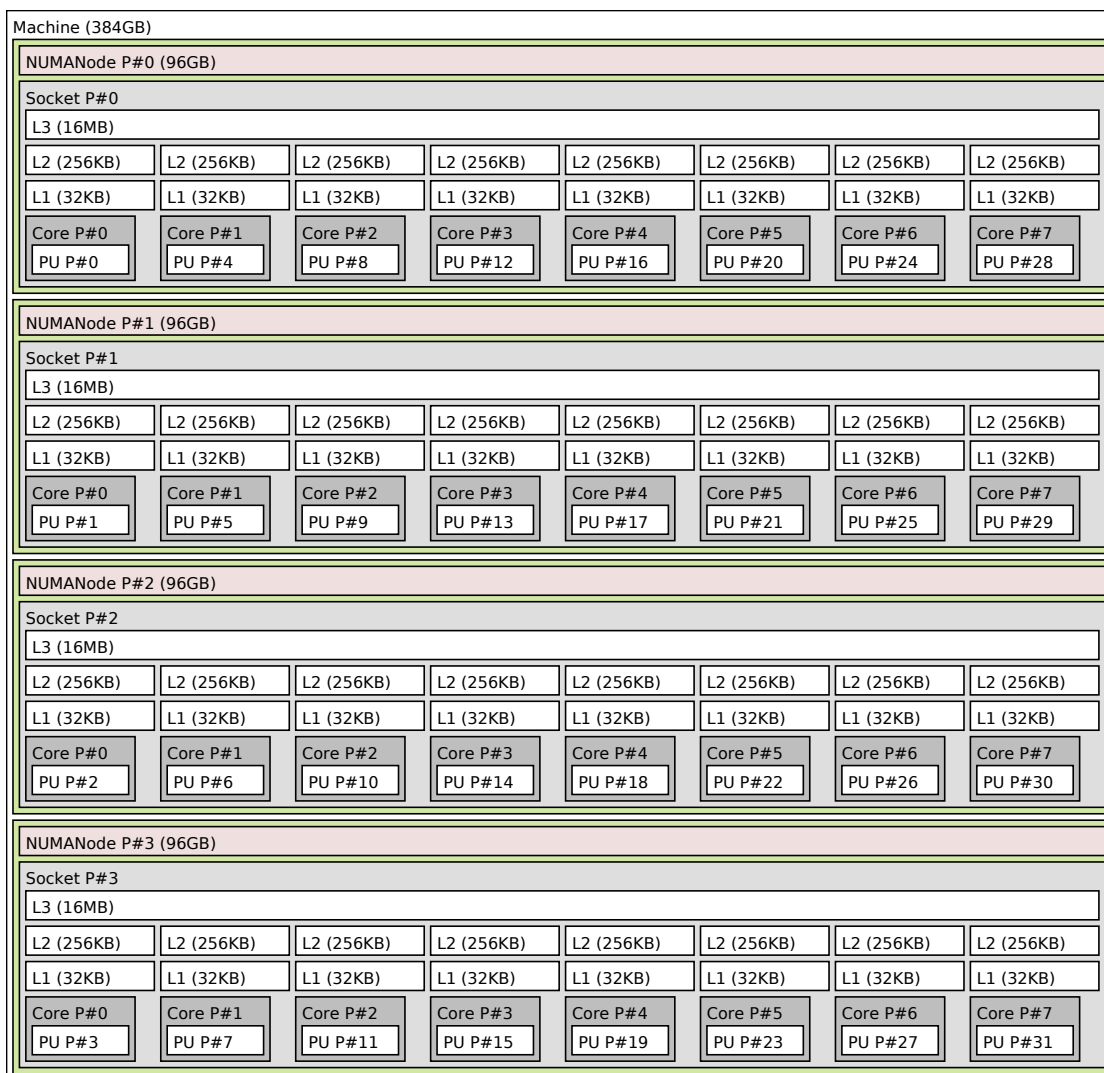 Machine (384GB)
NUMANode P#0 (96GB)
Socket P#0
L3 (16MB)
L2 (256KB) L2 (256KB) L2 (256KB) L2 (256KB) L2 (256KB) L2 (256KB) L2 (256KB) L2 (256KB)
L1 (32KB) L1 (32KB) L1 (32KB) L1 (32KB) L1 (32KB) L1 (32KB) L1 (32KB) L1 (32KB)
Core P#0 Core P#1 Core P#2 Core P#3 Core P#4 Core P#5 Core P#6 Core P#7
PU P#0 PU P#4 PU P#8 PU P#12 PU P#16 PU P#20 PU P#24 PU P#28
NUMANode P#1 (96GB)
Socket P#1
L3 (16MB)
L2 (256KB) L2 (256KB) L2 (256KB) L2 (256KB) L2 (256KB) L2 (256KB) L2 (256KB) L2 (256KB)
L1 (32KB) L1 (32KB) L1 (32KB) L1 (32KB) L1 (32KB) L1 (32KB) L1 (32KB) L1 (32KB)
Core P#0 Core P#1 Core P#2 Core P#3 Core P#4 Core P#5 Core P#6 Core P#7
PU P#1 PU P#5 PU P#9 PU P#13 PU P#17 PU P#21 PU P#25 PU P#29
NUMANode P#2 (96GB)
Socket P#2
L3 (16MB)
L2 (256KB) L2 (256KB) L2 (256KB) L2 (256KB) L2 (256KB) L2 (256KB) L2 (256KB) L2 (256KB)
L1 (32KB) L1 (32KB) L1 (32KB) L1 (32KB) L1 (32KB) L1 (32KB) L1 (32KB) L1 (32KB)
Core P#0 Core P#1 Core P#2 Core P#3 Core P#4 Core P#5 Core P#6 Core P#7
PU P#2 PU P#6 PU P#10 PU P#14 PU P#18 PU P#22 PU P#26 PU P#30
NUMANode P#3 (96GB)
Socket P#3
L3 (16MB)
L2 (256KB) L2 (256KB) L2 (256KB) L2 (256KB) L2 (256KB) L2 (256KB) L2 (256KB) L2 (256KB)
L1 (32KB) L1 (32KB) L1 (32KB) L1 (32KB) L1 (32KB) L1 (32KB) L1 (32KB) L1 (32KB)
Core P#0 Core P#1 Core P#2 Core P#3 Core P#4 Core P#5 Core P#6 Core P#7
PU P#3 PU P#7 PU P#11 PU P#15 PU P#19 PU P#23 PU P#27 PU P#31